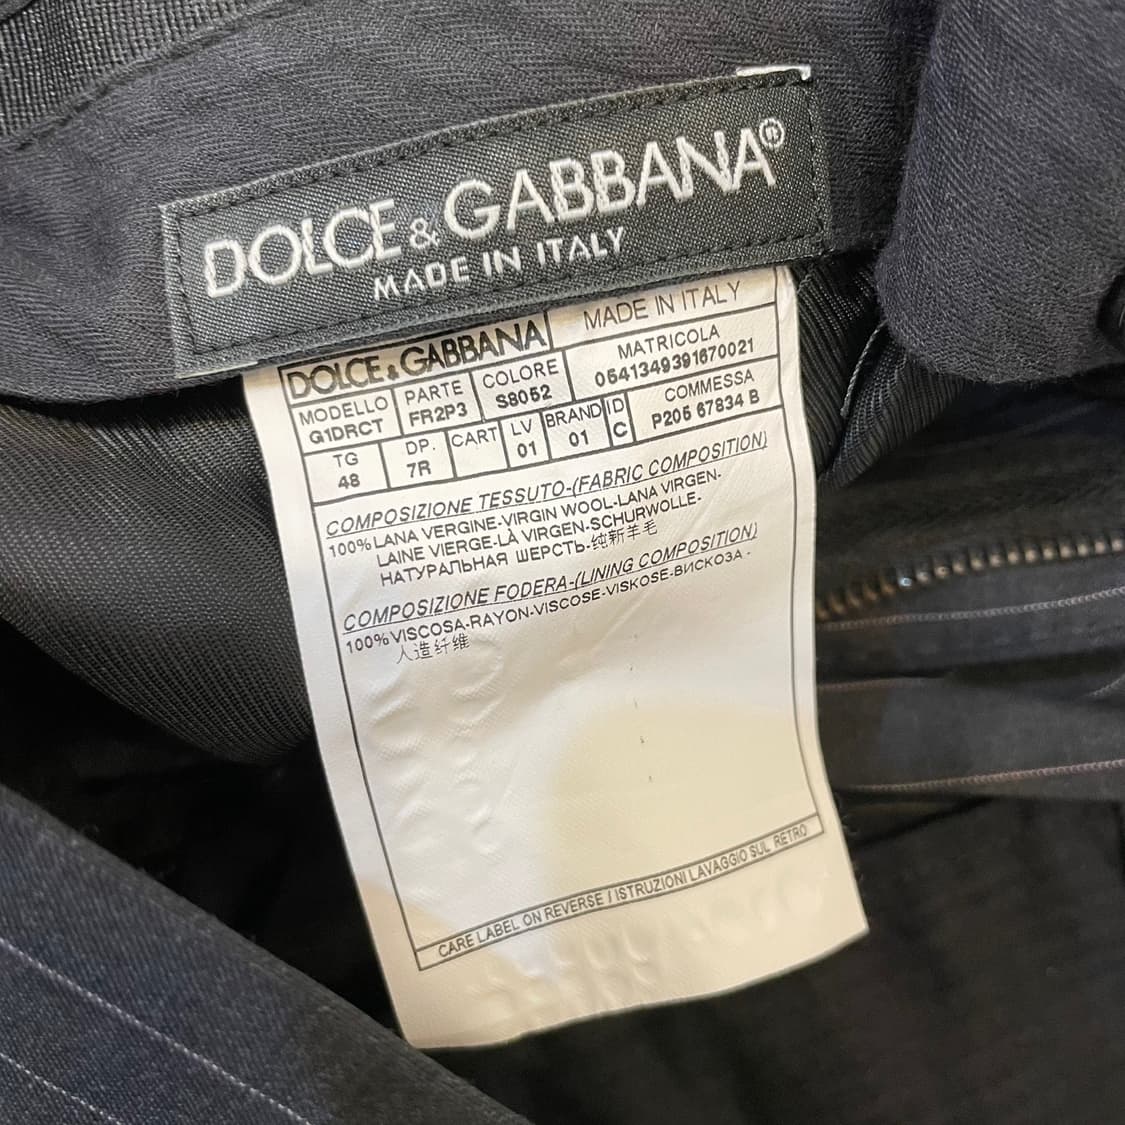 DOLCE & GABBANA®
MADE IN ITALY
DOLCE & GABBANA MADE IN ITALY
MODELLO PARTE COLORE MATRICOLA
G1DRCT FR2P3 S8052 0541349391670021
TG DP. CART LV BRAND ID COMMESSA
48 7R 01 01 C P205 67834 B
COMPOSIZIONE TESSUTO-(FABRIC COMPOSITION)
100% LANA VERGINE-VIRGIN WOOL-LANA VIRGEN-
LAINE VIERGE-LÀ VIRGEN-SCHURWOLLE-
НАТУРАЛЬНАЯ ШЕРСТЬ-纯新羊毛
COMPOSIZIONE FODERA-(LINING COMPOSITION)
100% VISCOSA-RAYON-VISCOSE-VISKOSE-ВИСКОЗА -
人造纤维
CARE LABEL ON REVERSE / ISTRUZIONI LAVAGGIO SUL RETRO